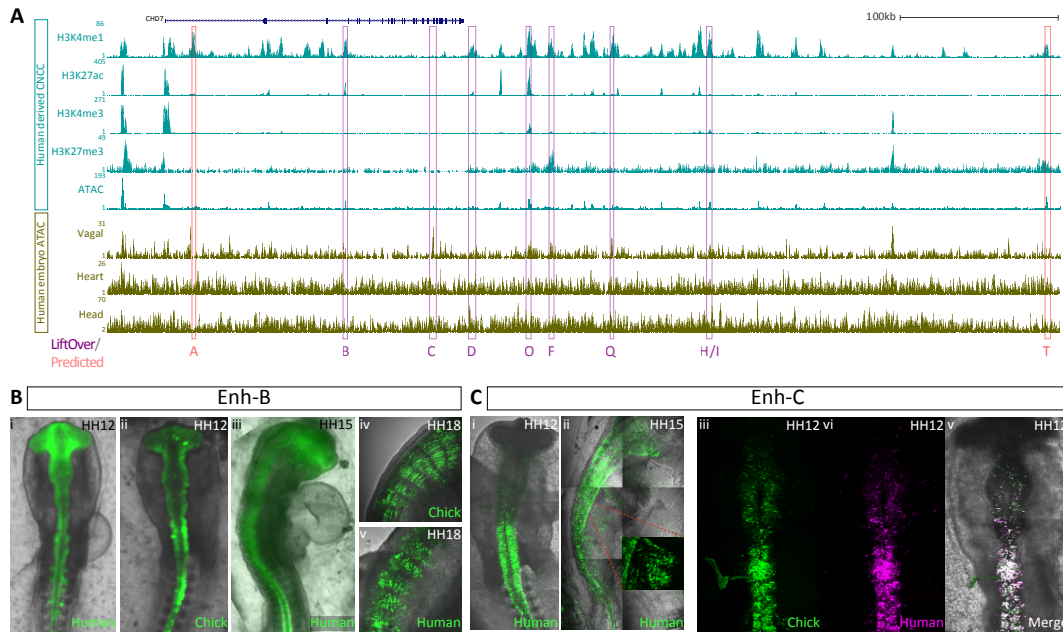 A
CHD7
100kb
Human derived CNCC
86
H3K4me1
1
405
H3K27ac
1
271
H3K4me3
1
49
H3K27me3
1
193
ATAC
1
Human embryo ATAC
31
Vagal
1
26
Heart
1
70
Head
2
LiftOver/
Predicted
A B C D O F Q H/I T
B Enh-B
i HH12
Human
ii HH12
Chick
iii HH15
Human
iv HH18
Chick
v HH18
Human
C Enh-C
i HH12
Human
ii HH15
Human
iii HH12
Chick
vi HH12
Human
v HH12
Merge